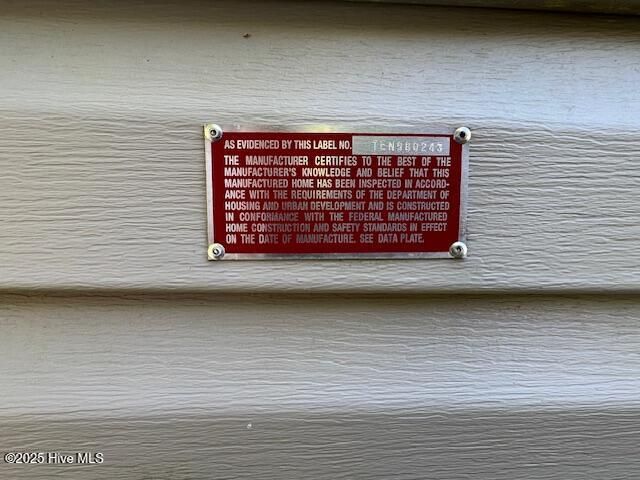 AS EVIDENCED BY THIS LABEL NO. TEN980243
THE MANUFACTURER CERTIFIES TO THE BEST OF THE
MANUFACTURER'S KNOWLEDGE AND BELIEF THAT THIS
MANUFACTURED HOME HAS BEEN INSPECTED IN ACCORD-
ANCE WITH THE REQUIREMENTS OF THE DEPARTMENT OF
HOUSING AND URBAN DEVELOPMENT AND IS CONSTRUCTED
IN CONFORMANCE WITH THE FEDERAL MANUFACTURED
HOME CONSTRUCTION AND SAFETY STANDARDS IN EFFECT
ON THE DATE OF MANUFACTURE. SEE DATA PLATE.
©2025 Hive MLS